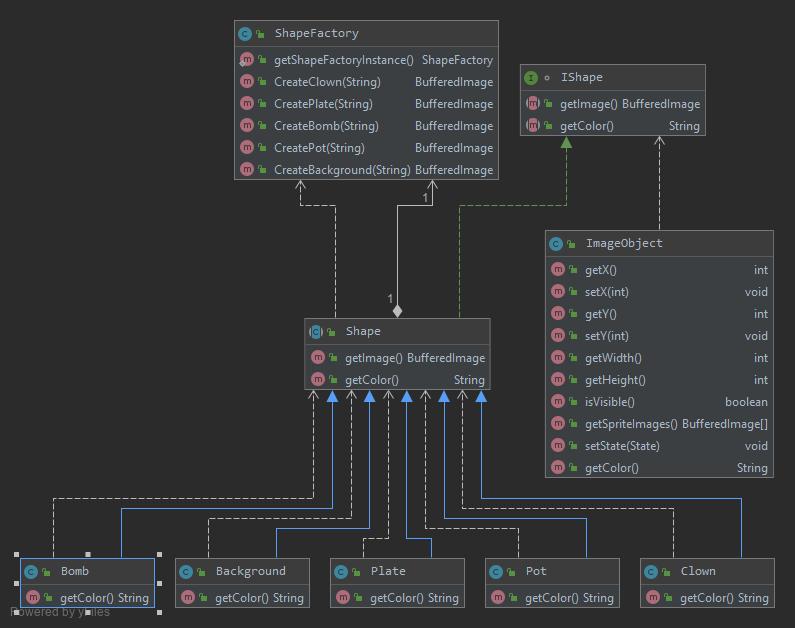 ShapeFactory
getShapeFactoryInstance() ShapeFactory
CreateClown(String) BufferedImage
CreatePlate(String) BufferedImage
CreateBomb(String) BufferedImage
CreatePot(String) BufferedImage
CreateBackground(String) BufferedImage
IShape
getImage() BufferedImage
getColor() String
1
1
ImageObject
getX() int
setX(int) void
getY() int
setY(int) void
getWidth() int
getHeight() int
isVisible() boolean
getSpriteImages() BufferedImage[]
setState(State) void
getColor() String
Shape
getImage() BufferedImage
getColor() String
Bomb
getColor() String
Background
getColor() String
Plate
getColor() String
Pot
getColor() String
Clown
getColor() String
Powered by yFiles